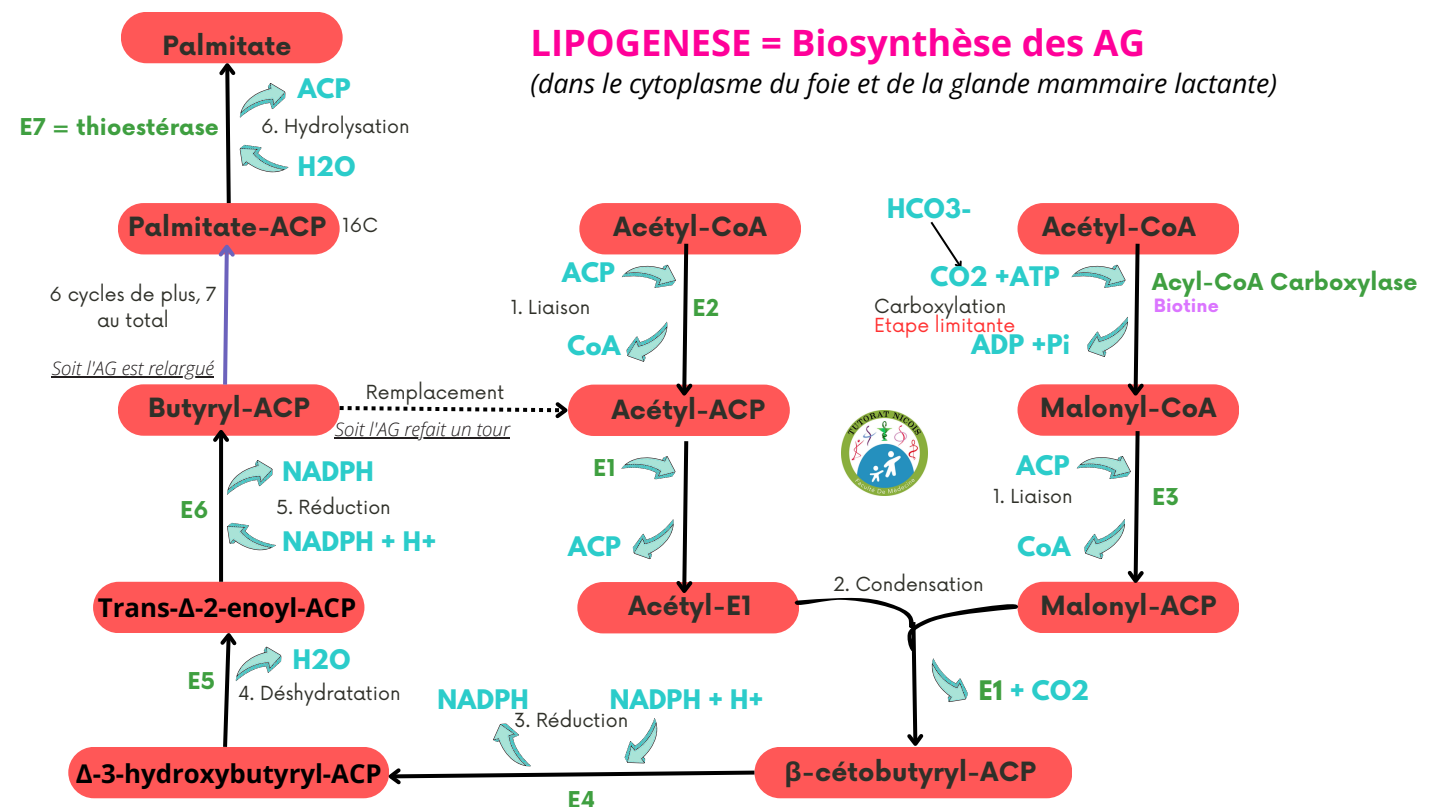 LIPOGENESE = Biosynthèse des AG
(dans le cytoplasme du foie et de la glande mammaire lactante)
Palmitate
ACP
E7 = thioestérase
6. Hydrolysation
H2O
Palmitate-ACP
16C
6 cycles de plus, 7
au total
Soit l'AG est relargué
Butyryl-ACP
Remplacement
Soit l'AG refait un tour
NADPH
E6
5. Réduction
NADPH + H+
Trans-Δ-2-enoyl-ACP
H2O
E5
4. Déshydratation
Δ-3-hydroxybutyryl-ACP
Acétyl-CoA
ACP
1. Liaison
E2
CoA
Acétyl-ACP
E1
ACP
Acétyl-E1
HCO3-
Acétyl-CoA
CO2 +ATP
Acyl-CoA Carboxylase
Biotine
Carboxylation
Etape limitante
ADP +Pi
Malonyl-CoA
ACP
1. Liaison
E3
CoA
Malonyl-ACP
2. Condensation
E1 + CO2
β-cétobutyryl-ACP
NADPH
NADPH + H+
3. Réduction
E4
TUTORAT NICOIS
Faculté De Médecine